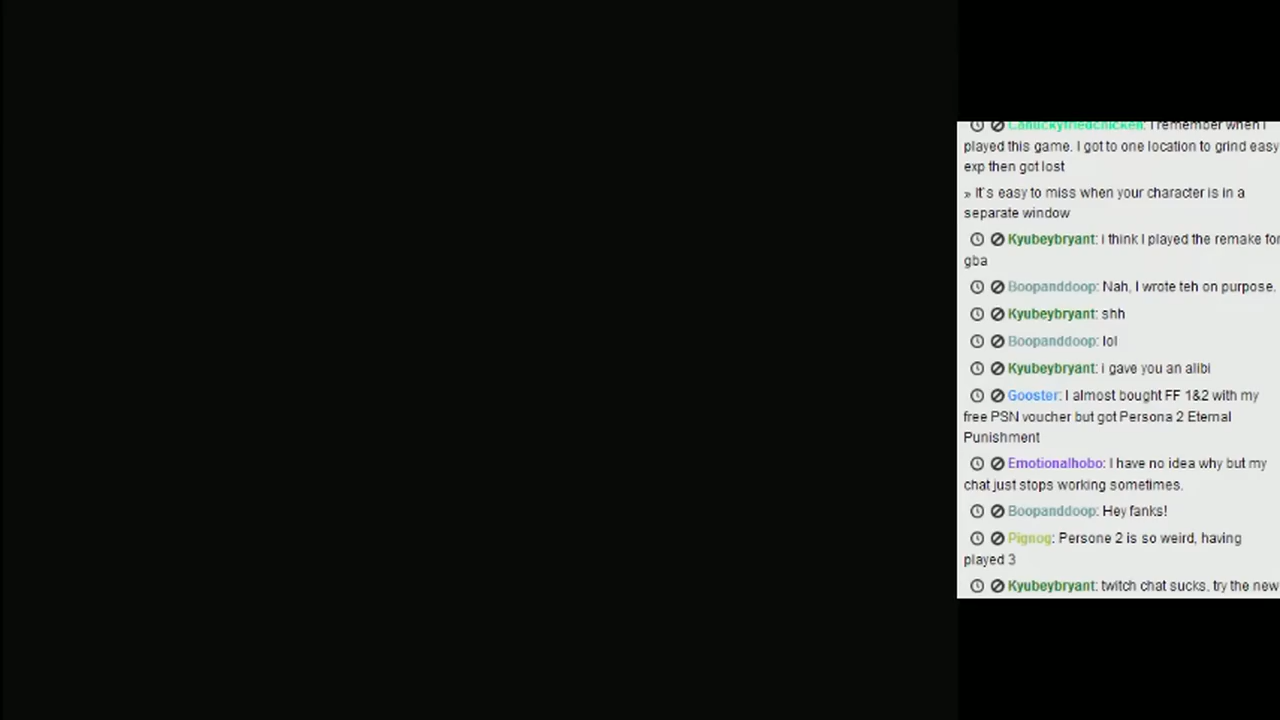 Canuckyfriedchicken: I remember when I
played this game. I got to one location to grind easy
exp then got lost
» It's easy to miss when your character is in a
separate window
Kyubeybryant: i think I played the remake for
gba
Boopanddoop: Nah, I wrote teh on purpose.
Kyubeybryant: shh
Boopanddoop: lol
Kyubeybryant: i gave you an alibi
Gooster: I almost bought FF 1&2 with my
free PSN voucher but got Persona 2 Eternal
Punishment
Emotionalhobo: I have no idea why but my
chat just stops working sometimes.
Boopanddoop: Hey fanks!
Pignog: Persone 2 is so weird, having
played 3
Kyubeybryant: twitch chat sucks, try the new